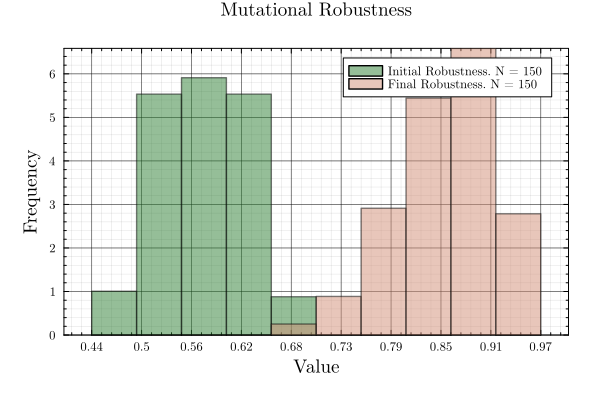 Mutational Robustness
Initial Robustness. N = 150
Final Robustness. N = 150
Frequency
6
5
4
3
2
1
0
0.44 0.5 0.56 0.62 0.68 0.73 0.79 0.85 0.91 0.97
Value